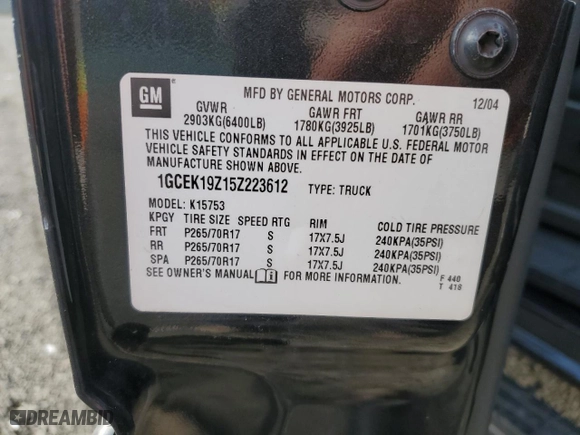 GM
MFD BY GENERAL MOTORS CORP. 12/04
GVWR GAWR FRT GAWR RR
2903KG(6400LB) 1780KG(3925LB) 1701KG(3750LB)
THIS VEHICLE CONFORMS TO ALL APPLICABLE U.S. FEDERAL MOTOR
VEHICLE SAFETY STANDARDS IN EFFECT ON THE DATE OF
MANUFACTURE SHOWN ABOVE.
1GCEK19Z15Z223612 TYPE: TRUCK
MODEL: K15753
KPGY TIRE SIZE SPEED RTG RIM COLD TIRE PRESSURE
FRT P265/70R17 S 17X7.5J 240KPA(35PSI)
RR P265/70R17 S 17X7.5J 240KPA(35PSI)
SPA P265/70R17 S 17X7.5J 240KPA(35PSI)
SEE OWNER'S MANUAL FOR MORE INFORMATION.
F 440
T 418
DREAMBID